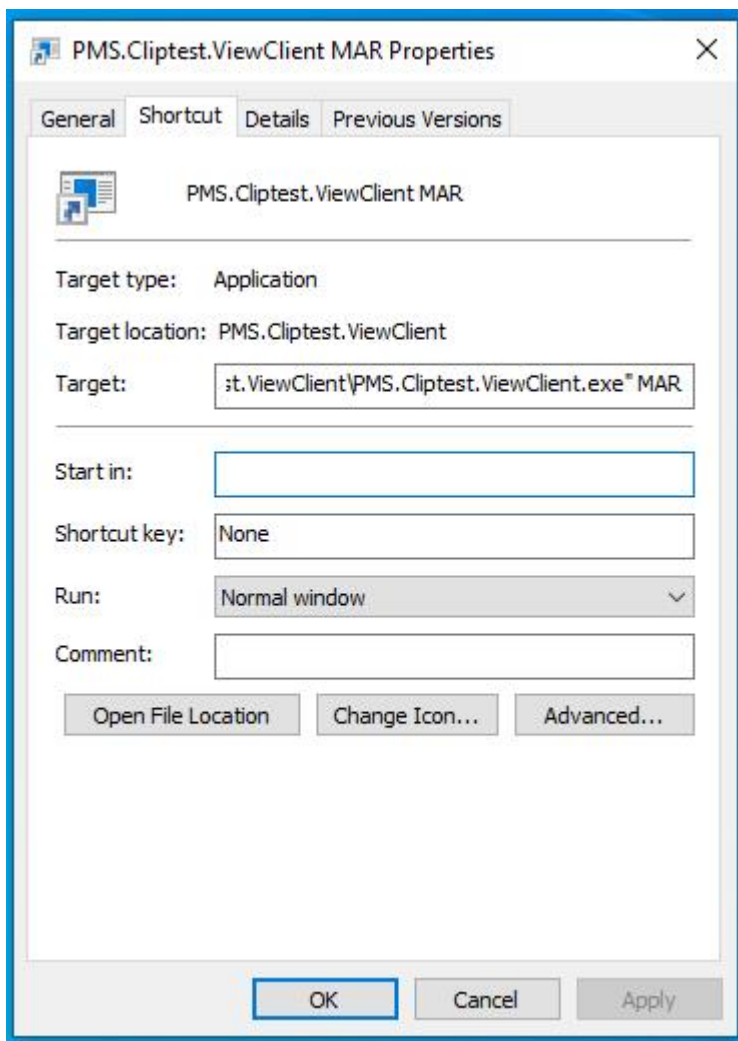 PMS.Cliptest.ViewClient MAR Properties
General Shortcut Details Previous Versions
PMS.Cliptest.ViewClient MAR
Target type: Application
Target location: PMS.Cliptest.ViewClient
Target: st.ViewClient\PMS.Cliptest.ViewClient.exe" MAR
Start in:
Shortcut key: None
Run: Normal window
Comment:
Open File Location Change Icon... Advanced...
OK Cancel Apply